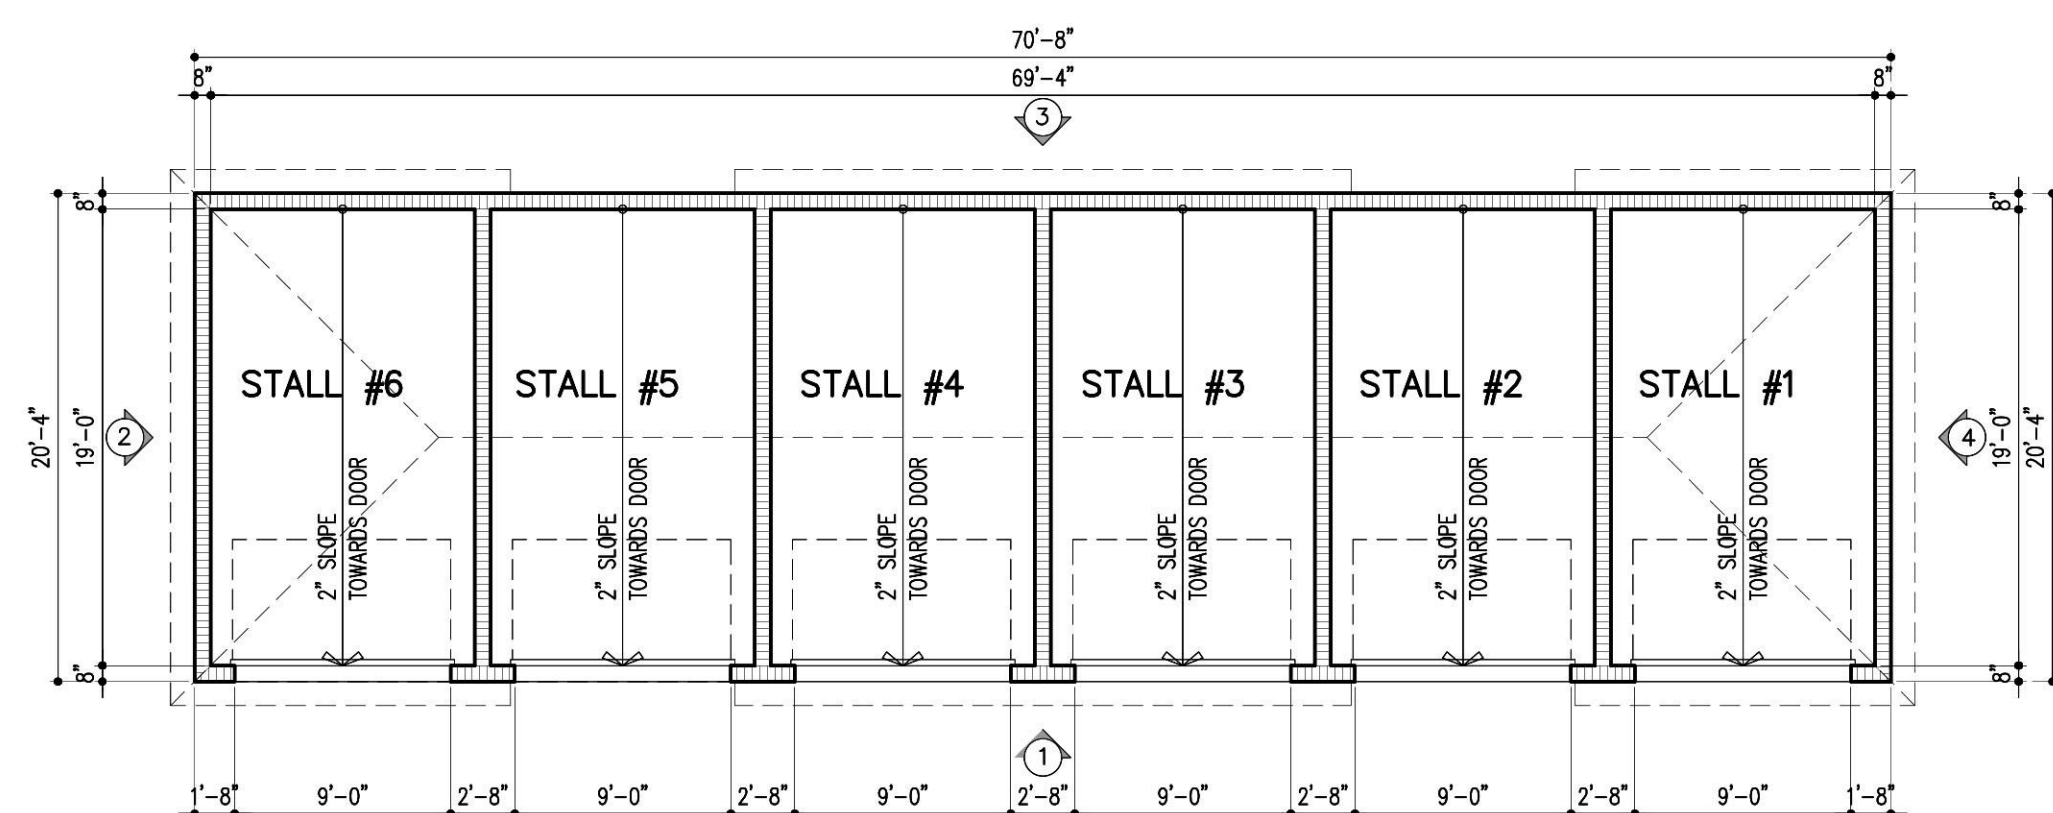 70'-8"
8" 69'-4" 8"
3
8" 8"
STALL #6 STALL #5 STALL #4 STALL #3 STALL #2 STALL #1
20'-4" 19'-0" 2 4 19'-0" 20'-4"
2" SLOPE
TOWARDS DOOR
2" SLOPE
TOWARDS DOOR
2" SLOPE
TOWARDS DOOR
2" SLOPE
TOWARDS DOOR
2" SLOPE
TOWARDS DOOR
2" SLOPE
TOWARDS DOOR
8" 8"
1
1'-8" 9'-0" 2'-8" 9'-0" 2'-8" 9'-0" 2'-8" 9'-0" 2'-8" 9'-0" 2'-8" 9'-0" 1'-8"